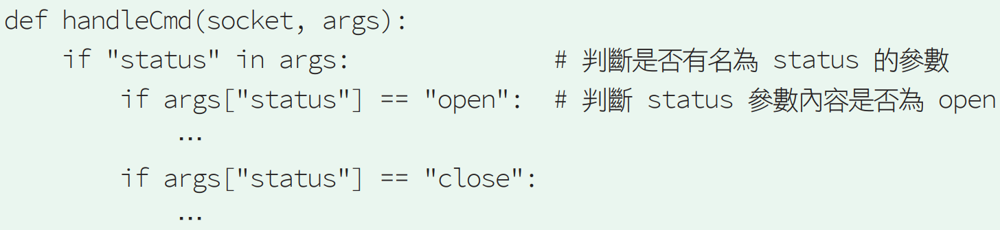 def handleCmd(socket, args):
    if "status" in args:              # 判斷是否有名為 status 的參數
        if args["status"] == "open":  # 判斷 status 參數內容是否為 open
            ...
        if args["status"] == "close":
            ...